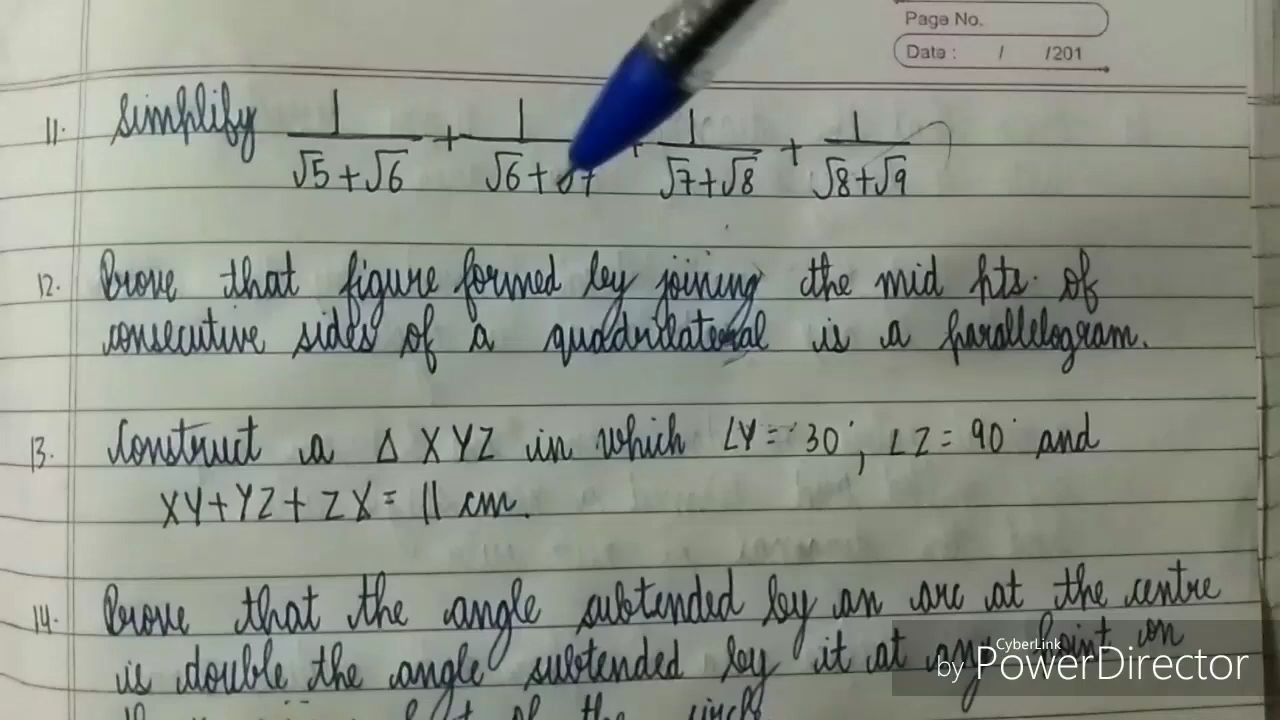 Page No.
Date : / /201
11. Simplify 1/(√5+√6) + 1/(√6+√7) + 1/(√7+√8) + 1/(√8+√9)
12. Prove that figure formed by joining the mid pts. of
consecutive sides of a quadrilateral is a parallelogram.
13. Construct a Δ XYZ in which ∠Y = 30°, ∠Z = 90° and
XY+YZ+ZX = 11 cm.
14. Prove that the angle subtended by an arc at the centre
is double the angle subtended by it at any point on
of the circle
CyberLink
by PowerDirector